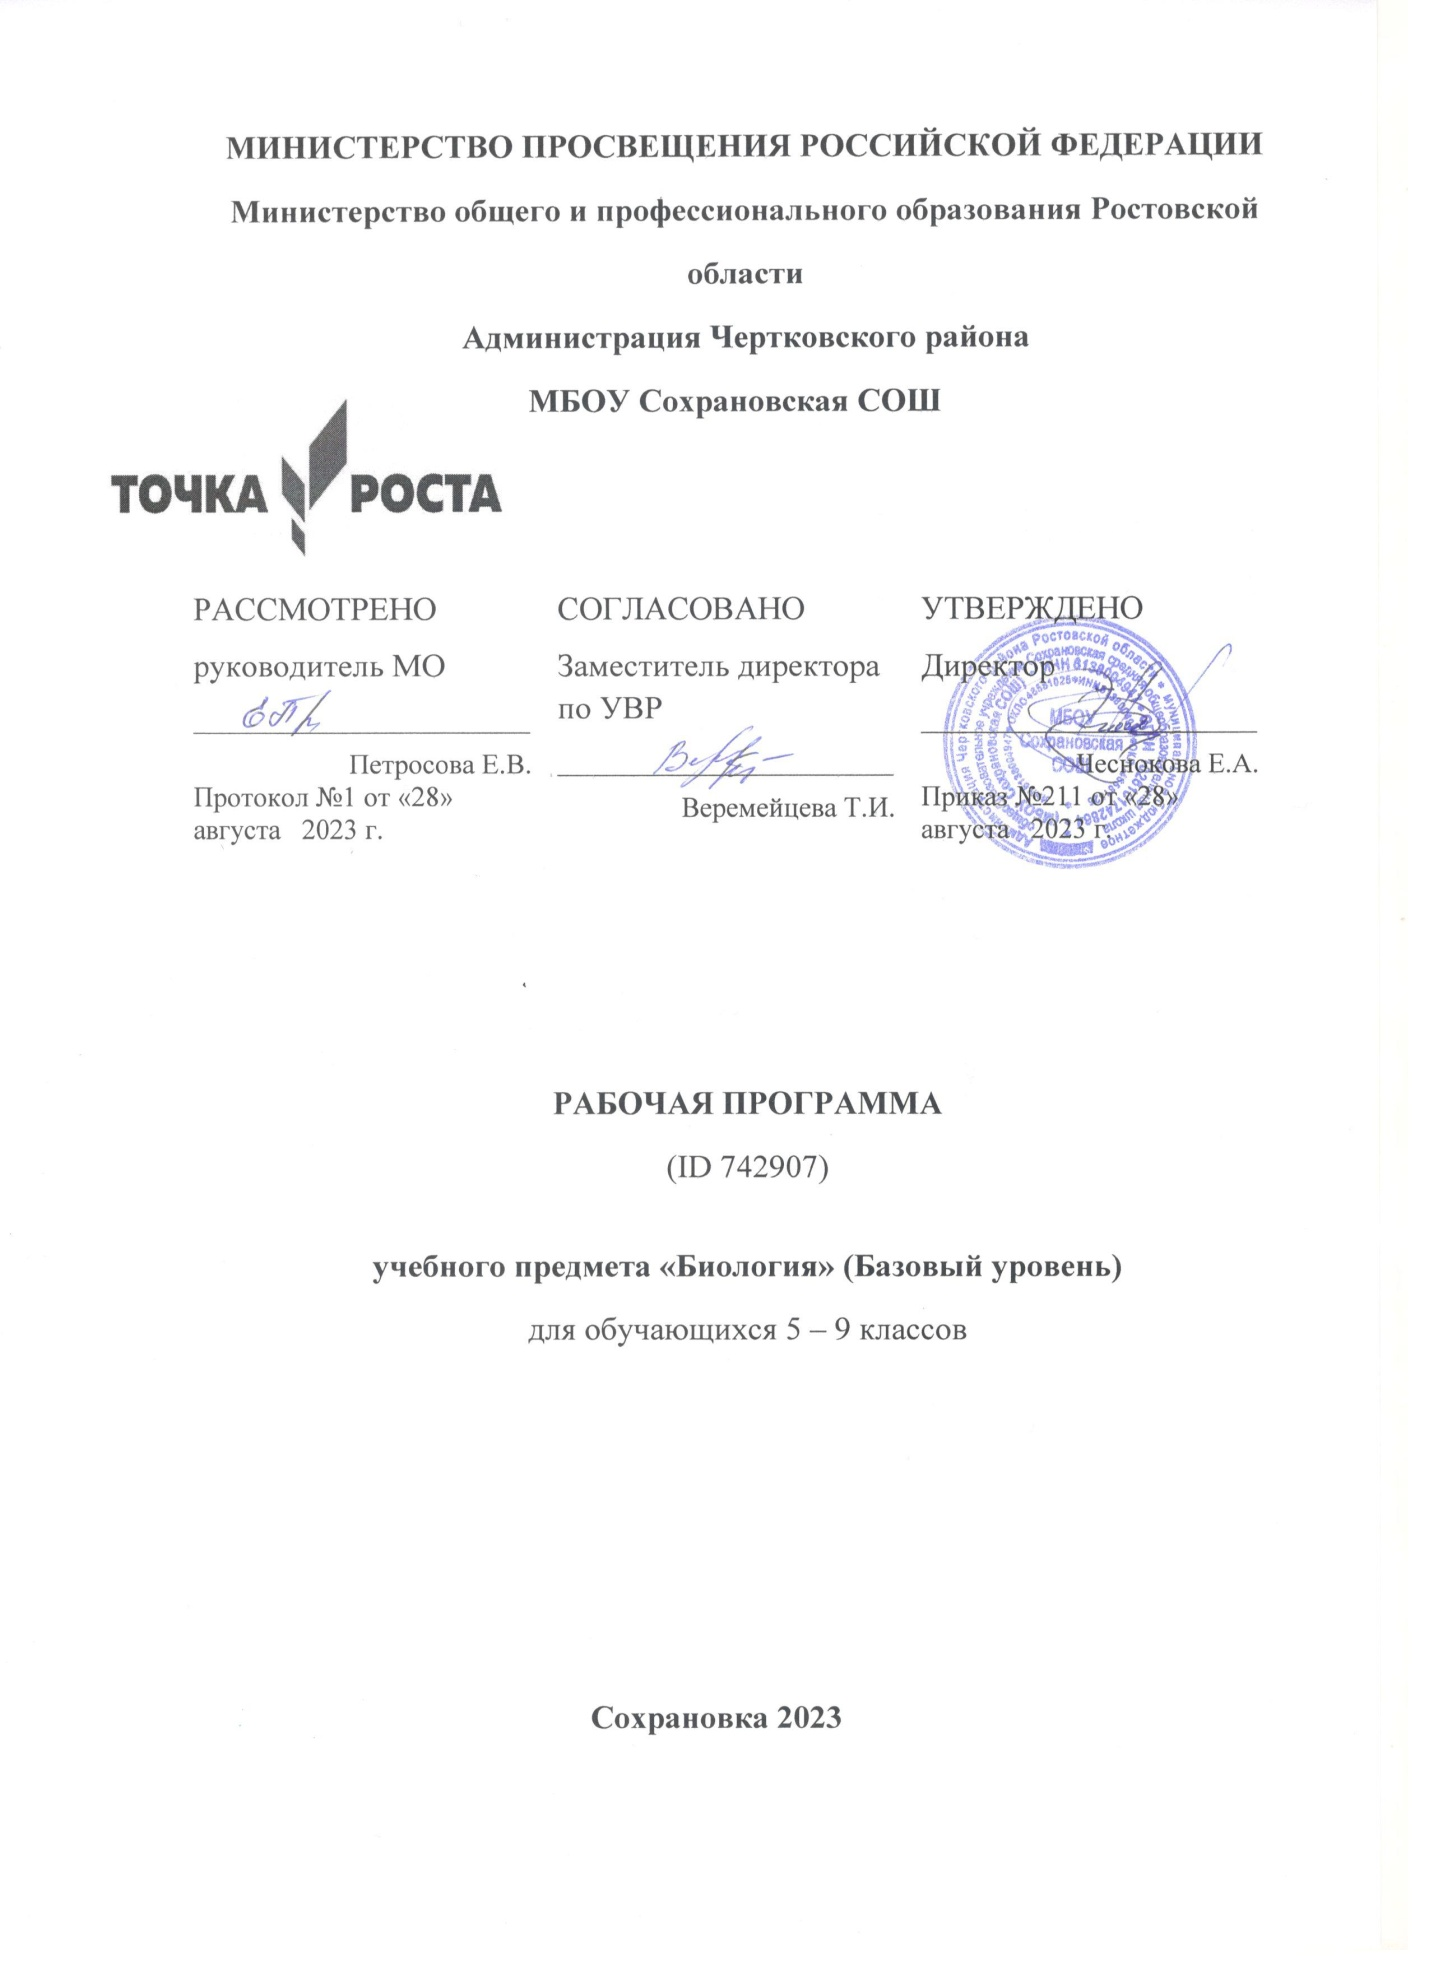 МИНИСТЕРСТВО ПРОСВЕЩЕНИЯ РОССИЙСКОЙ ФЕДЕРАЦИИ
Министерство общего и профессионального образования Ростовской
области
Администрация Чертковского района
МБОУ Сохрановская СОШ
ТОЧКА РОСТА
РАССМОТРЕНО
руководитель МО
Петросова Е.В.
Протокол №1 от «28»
августа 2023 г.
СОГЛАСОВАНО
Заместитель директора
по УВР
Веремейцева Т.И.
УТВЕРЖДЕНО
Директор
Чеснокова Е.А.
Приказ №211 от «28»
августа 2023 г.
МБОУ
Сохрановская
СОШ
РАБОЧАЯ ПРОГРАММА
(ID 742907)
учебного предмета «Биология» (Базовый уровень)
для обучающихся 5 – 9 классов
Сохрановка 2023